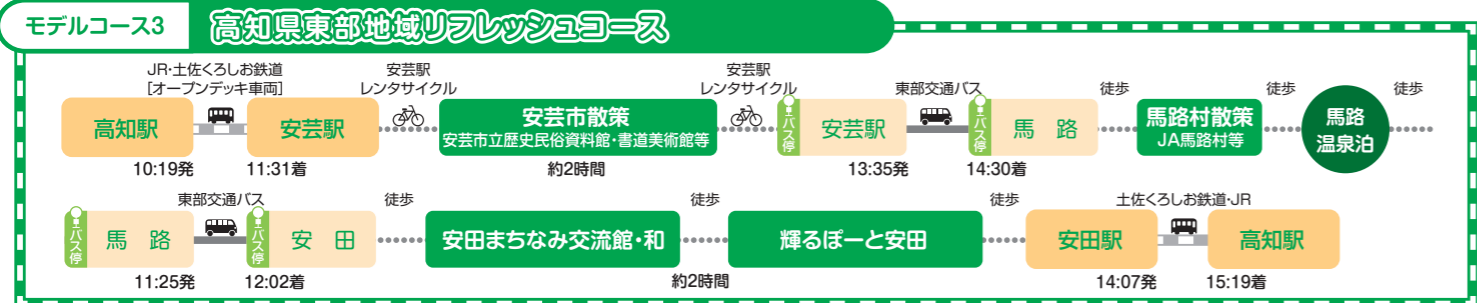 モデルコース3
高知県東部地域リフレッシュコース
JR・土佐くろしお鉄道
[オープンデッキ車両]
安芸駅
レンタサイクル
安芸駅
レンタサイクル
東部交通バス
徒歩
徒歩
徒歩
高知駅
安芸駅
安芸市散策
安芸市立歴史民俗資料館・書道美術館等
バス停
安芸駅
バス停
馬 路
馬路村散策
JA馬路村等
馬路
温泉泊
10:19発
11:31着
約2時間
13:35発
14:30着
東部交通バス
徒歩
徒歩
徒歩
土佐くろしお鉄道・JR
バス停
馬 路
バス停
安 田
安田まちなみ交流館・和
輝るぽーと安田
安田駅
高知駅
11:25発
12:02着
約2時間
14:07発
15:19着